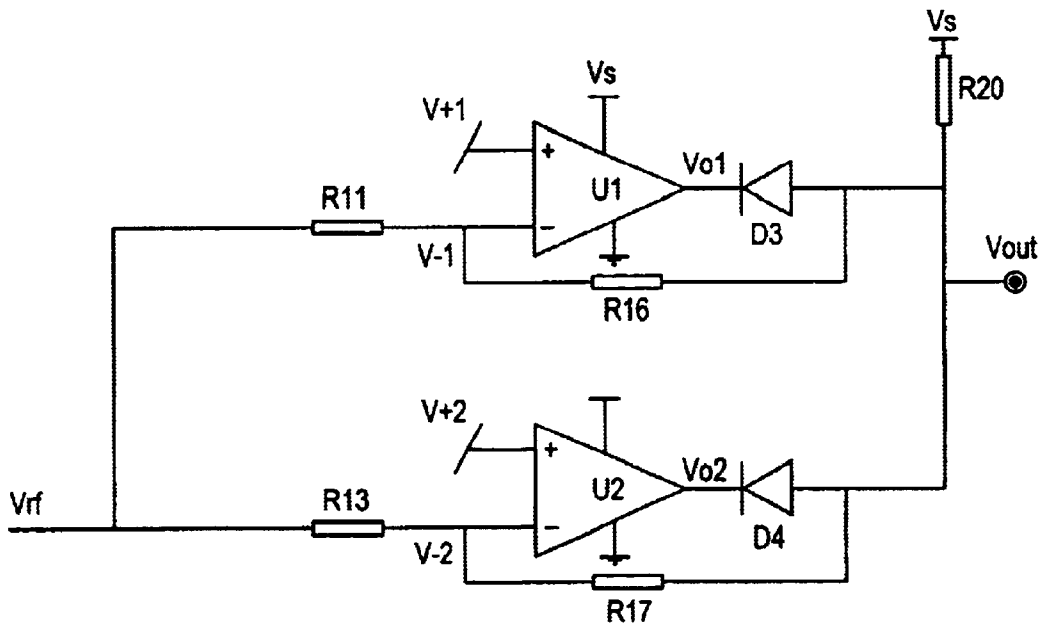 Vs
R20
Vs
V+1
+
U1
Vo1
D3
R11
−
V-1
R16
Vout
V+2
+
U2
Vo2
D4
Vrf
R13
−
V-2
R17